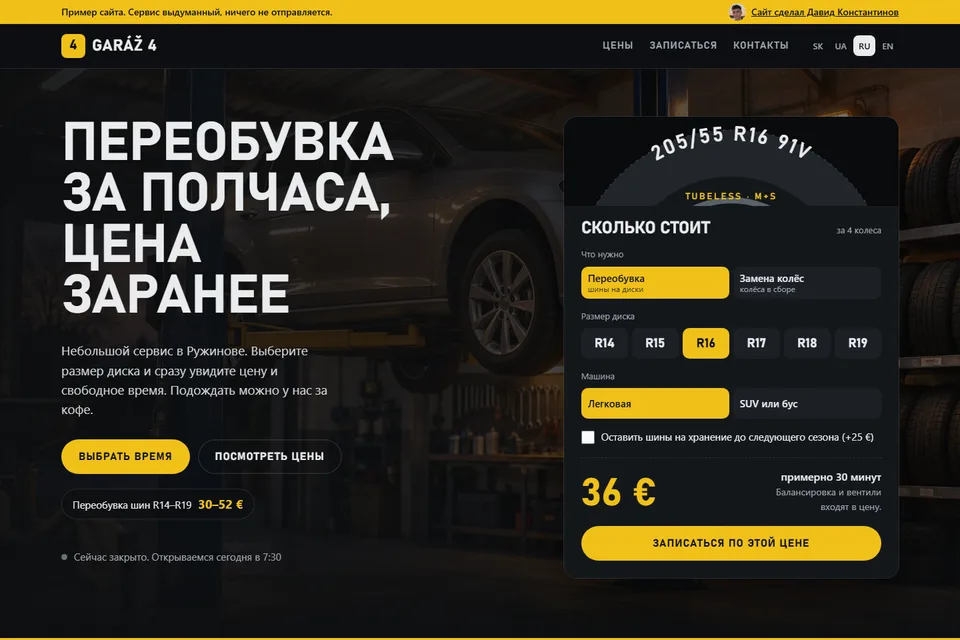 Пример сайта. Сервис выдуманный, ничего не отправляется.
Сайт сделал Давид Константинов
4 GARÁŽ 4
ЦЕНЫ ЗАПИСАТЬСЯ КОНТАКТЫ SK UA RU EN
ПЕРЕОБУВКА
ЗА ПОЛЧАСА,
ЦЕНА
ЗАРАНЕЕ
Небольшой сервис в Ружинове. Выберите
размер диска и сразу увидите цену и
свободное время. Подождать можно у нас за
кофе.
ВЫБРАТЬ ВРЕМЯ ПОСМОТРЕТЬ ЦЕНЫ
Переобувка шин R14–R19 30–52 €
Сейчас закрыто. Открываемся сегодня в 7:30
205/55 R16 91V
TUBELESS · M+S
СКОЛЬКО СТОИТ за 4 колеса
Что нужно
Переобувка
шины на диски
Замена колёс
колёса в сборе
Размер диска
R14 R15 R16 R17 R18 R19
Машина
Легковая SUV или бус
Оставить шины на хранение до следующего сезона (+25 €)
36 €
примерно 30 минут
Балансировка и вентили
входят в цену.
ЗАПИСАТЬСЯ ПО ЭТОЙ ЦЕНЕ